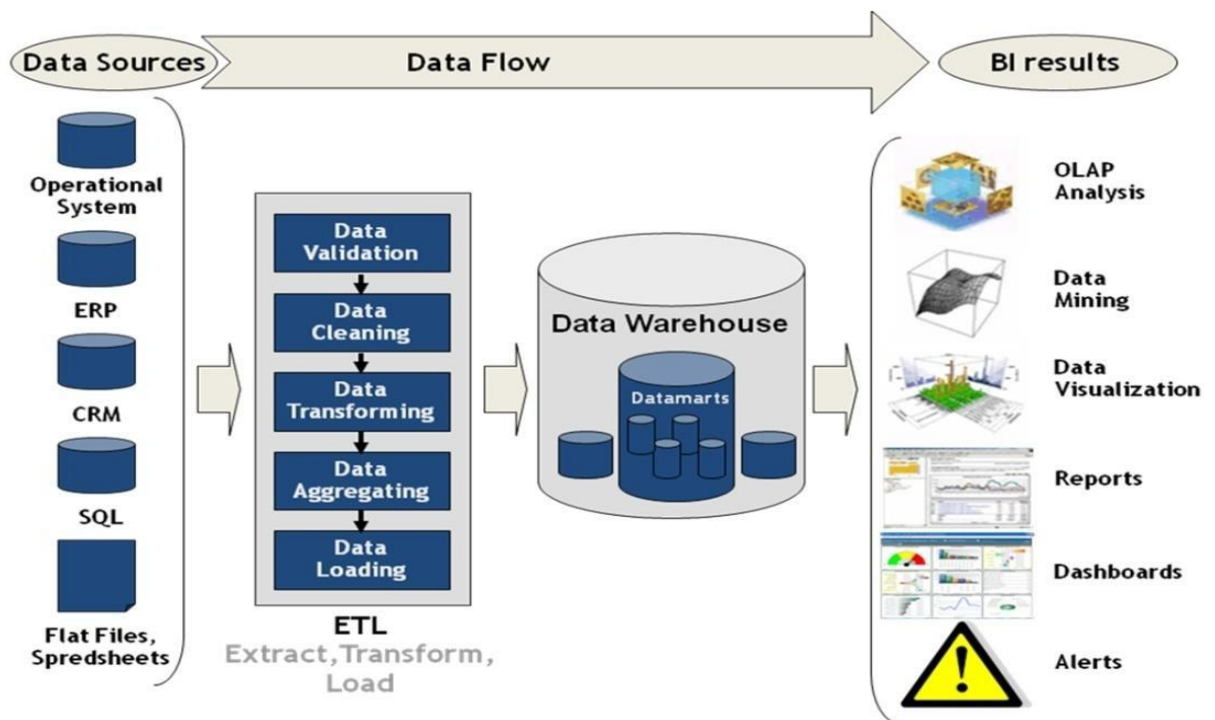 Data Sources
Data Flow
BI results
Operational
System
ERP
CRM
SQL
Flat Files,
Spredsheets
Data
Validation
Data
Cleaning
Data
Transforming
Data
Aggregating
Data
Loading
ETL
Extract,Transform,
Load
Data Warehouse
Datamarts
OLAP
Analysis
Data
Mining
Data
Visualization
Reports
Dashboards
Alerts